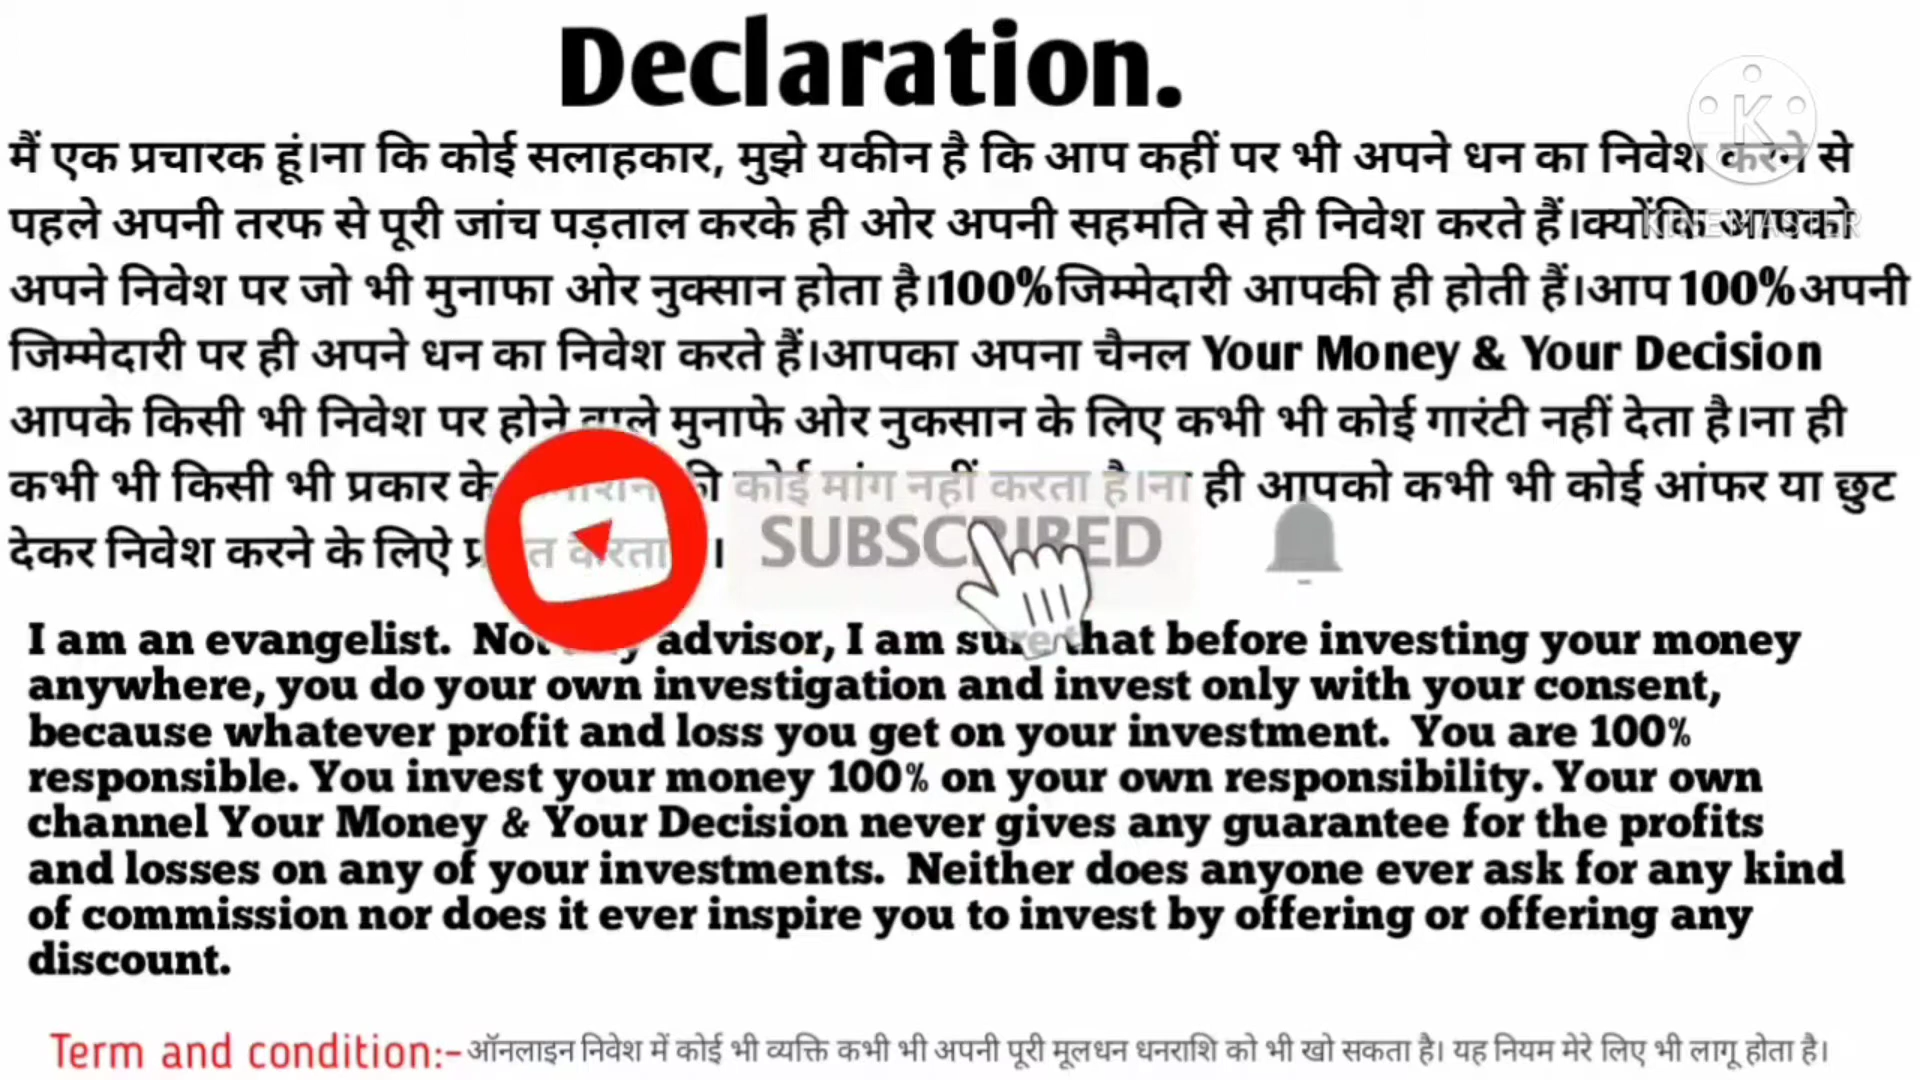 Declaration.
मैं एक प्रचारक हूं।ना कि कोई सलाहकार, मुझे यकीन है कि आप कहीं पर भी अपने धन का निवेश करने से
पहले अपनी तरफ से पूरी जांच पड़ताल करके ही ओर अपनी सहमति से ही निवेश करते हैं।क्योंकि आपको
KINEMASTER
अपने निवेश पर जो भी मुनाफा ओर नुक्सान होता है।100%जिम्मेदारी आपकी ही होती हैं।आप 100%अपनी
जिम्मेदारी पर ही अपने धन का निवेश करते हैं।आपका अपना चैनल Your Money & Your Decision
आपके किसी भी निवेश पर होने वाले मुनाफे ओर नुकसान के लिए कभी भी कोई गारंटी नहीं देता है।ना ही
कभी भी किसी भी प्रकार के की कोई मांग नहीं करता है।ना ही आपको कभी भी कोई आंफर या छुट
देकर निवेश करने के लिऐ करता ।
SUBSCRIBED
I am an evangelist. advisor, I am sure that before investing your money
anywhere, you do your own investigation and invest only with your consent,
because whatever profit and loss you get on your investment. You are 100%
responsible. You invest your money 100% on your own responsibility. Your own
channel Your Money & Your Decision never gives any guarantee for the profits
and losses on any of your investments. Neither does anyone ever ask for any kind
of commission nor does it ever inspire you to invest by offering or offering any
discount.
Term and condition:-ऑनलाइन निवेश में कोई भी व्यक्ति कभी भी अपनी पूरी मूलधन धनराशि को भी खो सकता है। यह नियम मेरे लिए भी लागू होता है।